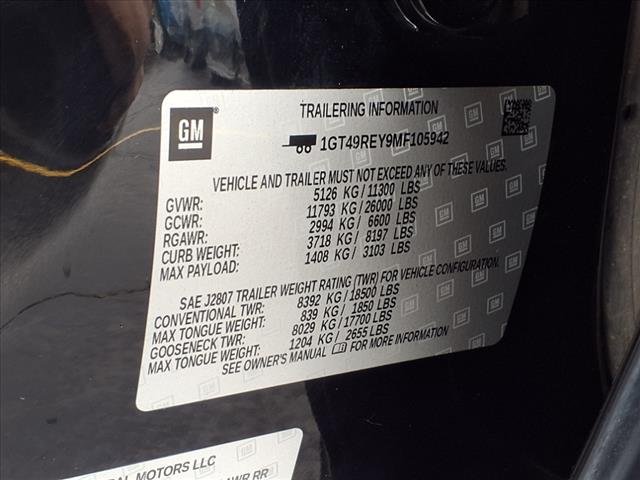 GM
TRAILERING INFORMATION
1GT49REY9MF105942
VEHICLE AND TRAILER MUST NOT EXCEED ANY OF THESE VALUES.
GVWR: 5126 KG/ 11300 LBS
GCWR: 11793 KG/ 26000 LBS
RGAWR: 2994 KG/ 6600 LBS
CURB WEIGHT: 3718 KG/ 8197 LBS
MAX PAYLOAD: 1408 KG/ 3103 LBS
SAE J2807 TRAILER WEIGHT RATING (TWR) FOR VEHICLE CONFIGURATION.
CONVENTIONAL TWR: 8392 KG/18500 LBS
MAX TONGUE WEIGHT: 839 KG/ 1850 LBS
GOOSENECK TWR: 8029 KG/17700 LBS
MAX TONGUE WEIGHT: 1204 KG/ 2655LBS
SEE OWNER'S MANUAL FOR MORE INFORMATION
MOTORS LLC
RR